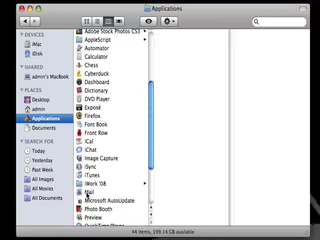 Applications
DEVICES
iMac
iDisk
SHARED
admin's MacBook
PLACES
Desktop
admin
Applications
Documents
SEARCH FOR
Today
Yesterday
Past Week
All Images
All Movies
All Documents
Adobe Stock Photos CS3
AppleScript
Automator
Calculator
Chess
Cyberduck
Dashboard
Dictionary
DVD Player
Exposé
Firefox
Font Book
Front Row
iCal
iChat
Image Capture
iSync
iTunes
iWork '08
Mail
Microsoft AutoUpdate
Photo Booth
Preview
QuickTime Player
44 items, 199.14 GB available